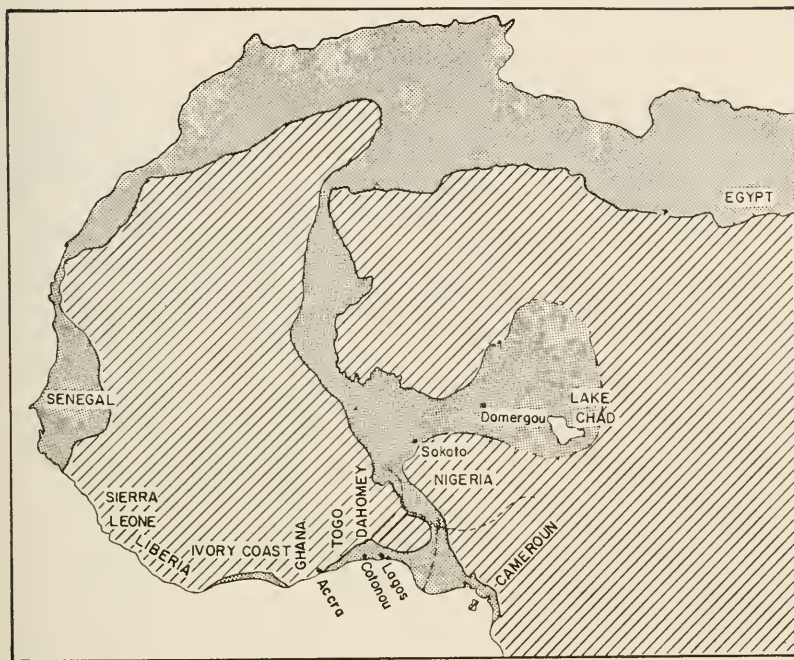 EGYPT
SENEGAL
LAKE
CHAD
Domergou
Sokoto
NIGERIA
SIERRA
LEONE
LIBERIA
IVORY COAST
GHANA
TOGO
DAHOMEY
CAMEROUN
Accra
Cotonou
Lagos